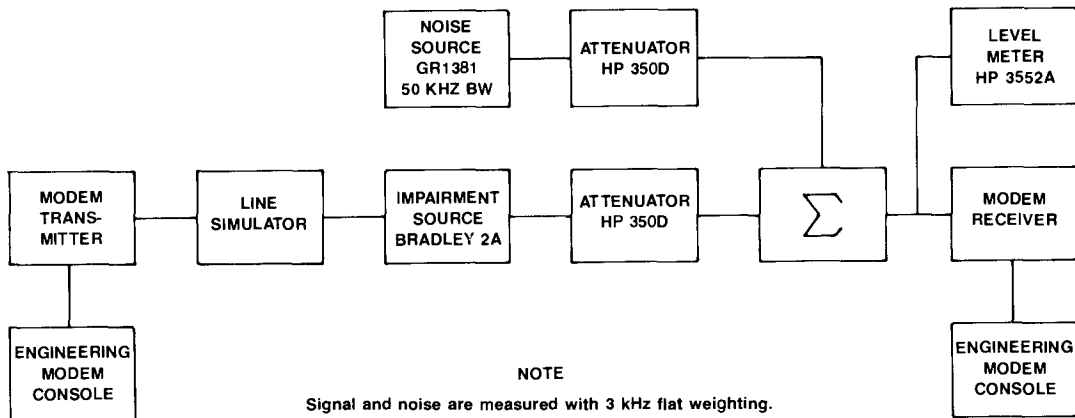 NOISE
SOURCE
GR1381
50 KHZ BW
ATTENUATOR
HP 350D
LEVEL
METER
HP 3552A
MODEM
TRANS-
MITTER
LINE
SIMULATOR
IMPAIRMENT
SOURCE
BRADLEY 2A
ATTENUATOR
HP 350D
Σ
MODEM
RECEIVER
ENGINEERING
MODEM
CONSOLE
ENGINEERING
MODEM
CONSOLE
NOTE
Signal and noise are measured with 3 kHz flat weighting.